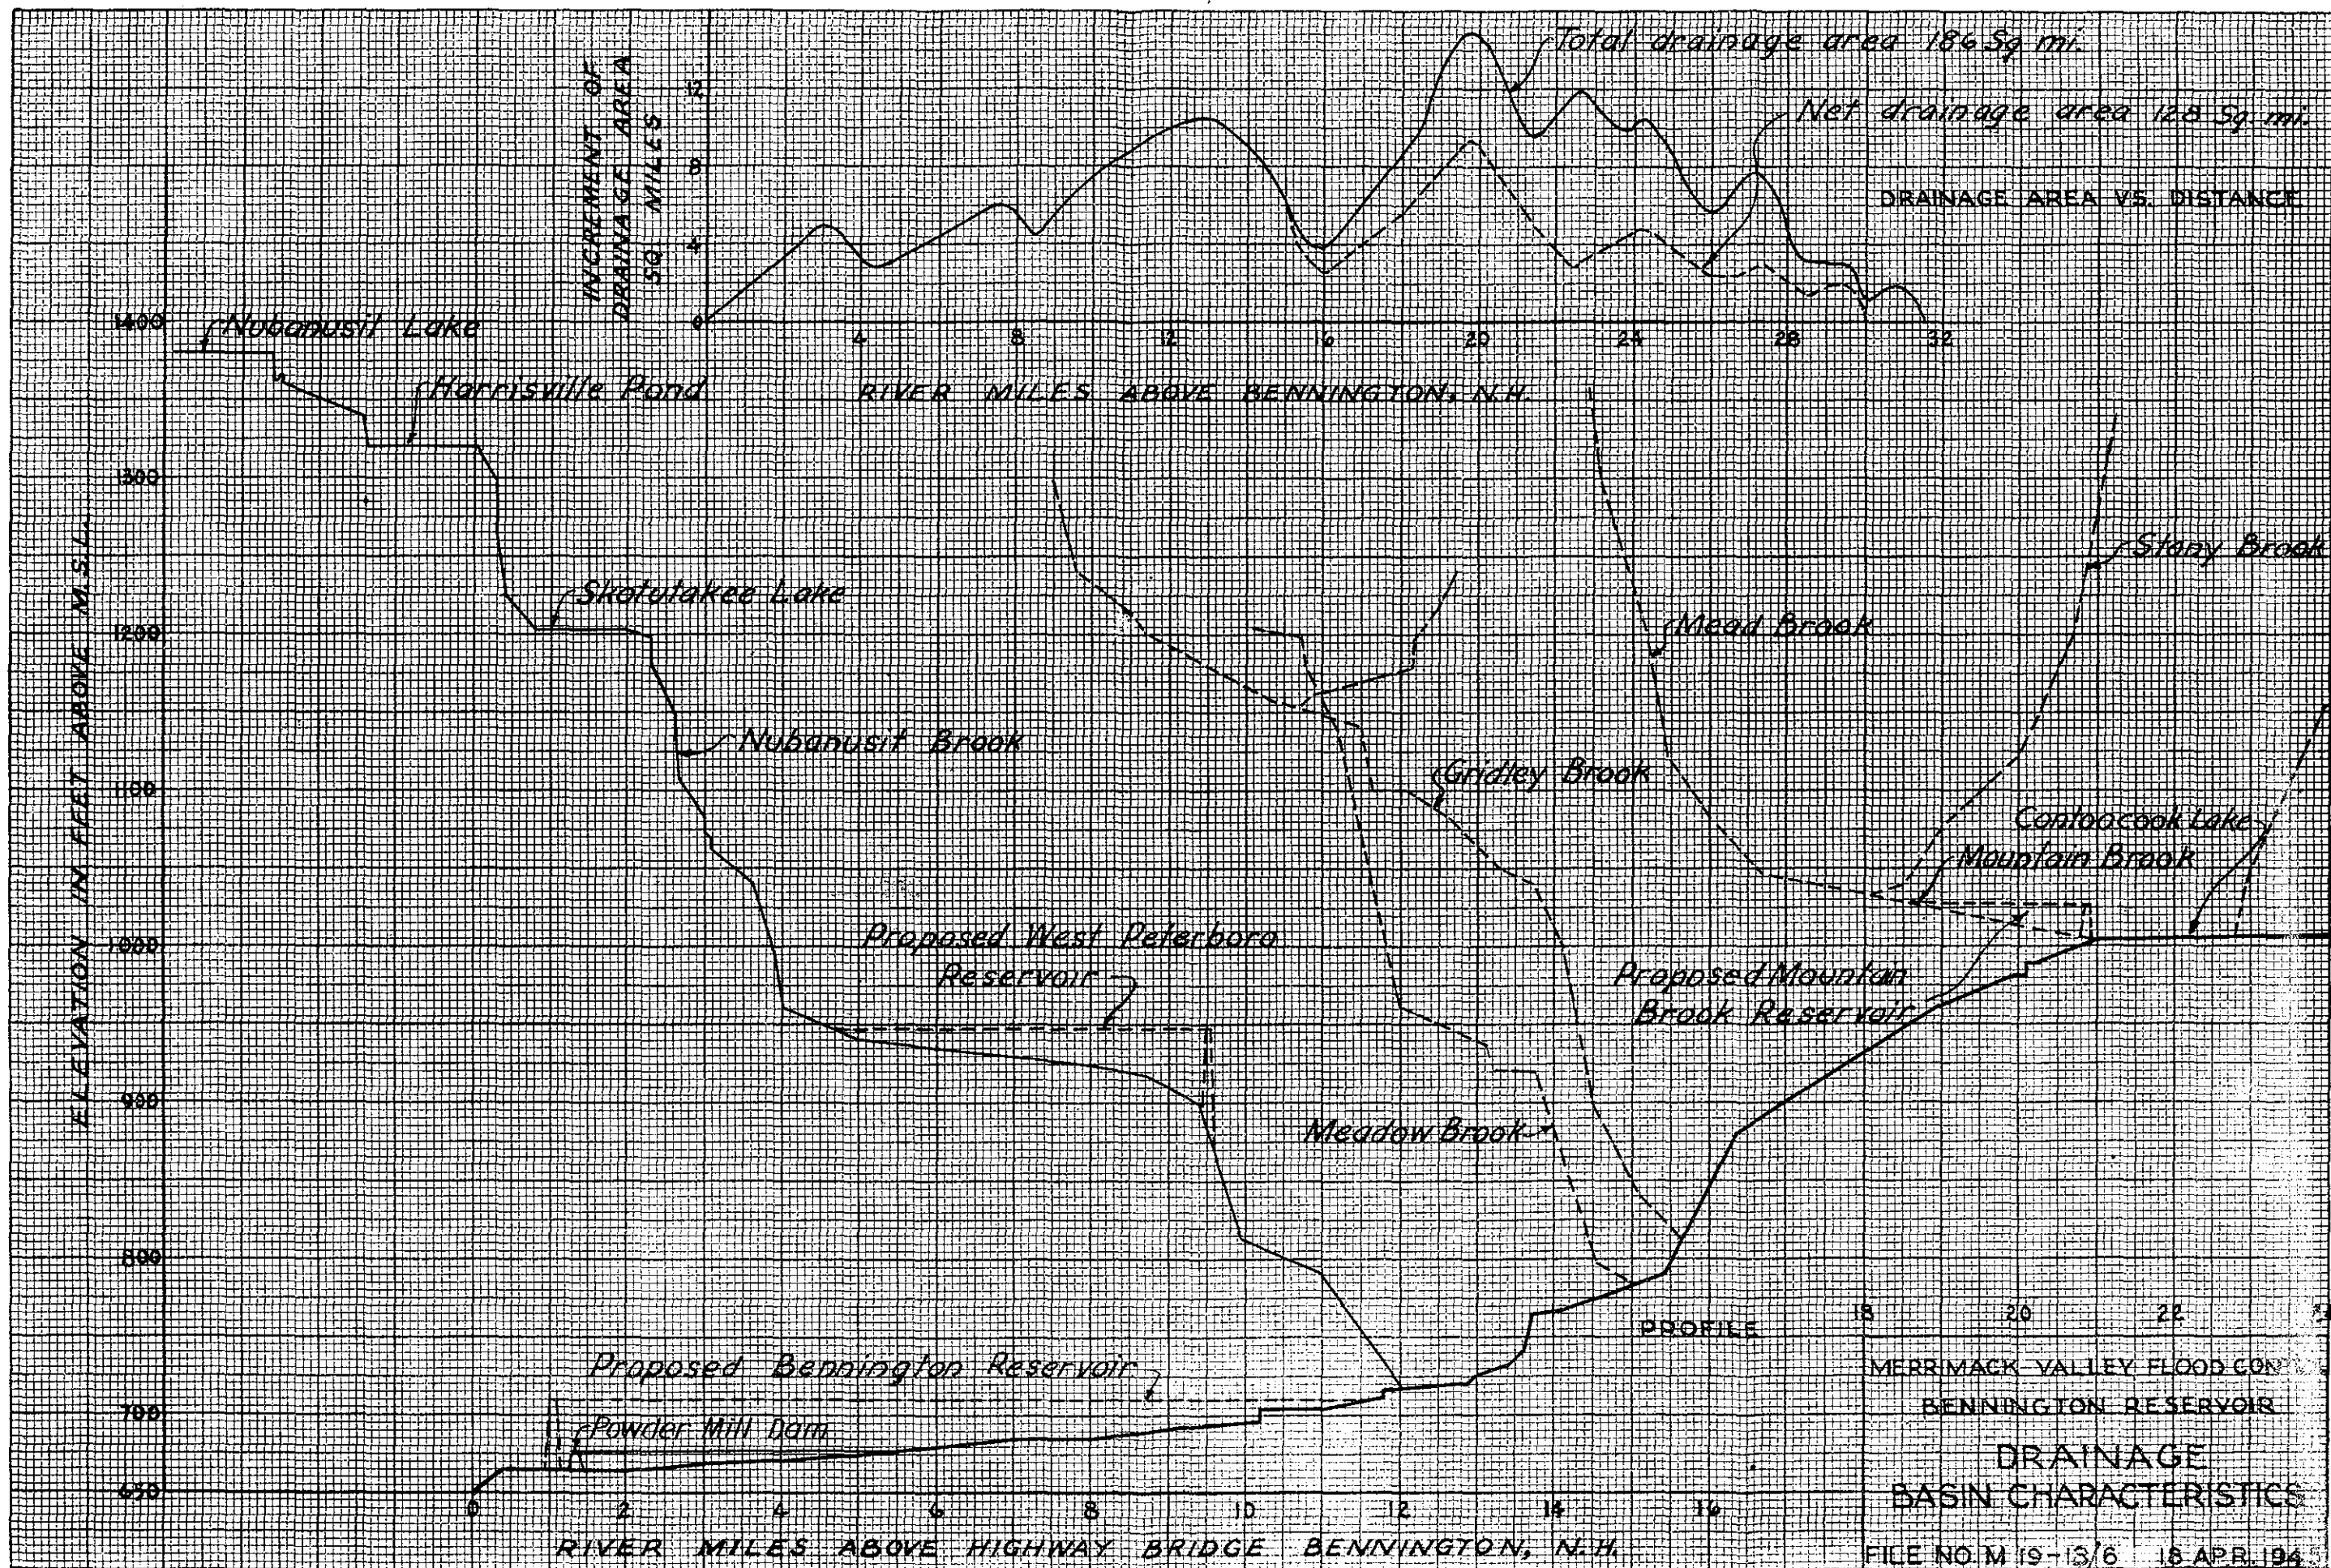 INCREMENT OF
DRAINAGE AREA
SQ. MILES
12
8
4
0
Total drainage area 186 Sq mi.
Net drainage area 128 Sq. mi.
DRAINAGE AREA VS. DISTANCE
4 8 12 16 20 24 28 32
RIVER MILES ABOVE BENNINGTON, N.H.
ELEVATION IN FEET ABOVE M.S.L.
1400
1300
1200
1100
1000
900
800
700
650
Nubanusit Lake
Harrisville Pond
Skatutakee Lake
Nubanusit Brook
Mead Brook
Stony Brook
Gridley Brook
Contoocook Lake
Mountain Brook
Proposed West Peterboro
Reservoir
Proposed Mountain
Brook Reservoir
Meadow Brook
Proposed Bennington Reservoir
Powder Mill Dam
PROFILE
18 20 22
0 2 4 6 8 10 12 14 16
RIVER MILES ABOVE HIGHWAY BRIDGE BENNINGTON, N.H.
MERRIMACK VALLEY FLOOD CON
BENNINGTON RESERVOIR
DRAINAGE
BASIN CHARACTERISTICS
FILE NO. M 19-13/6 18 APR. 194